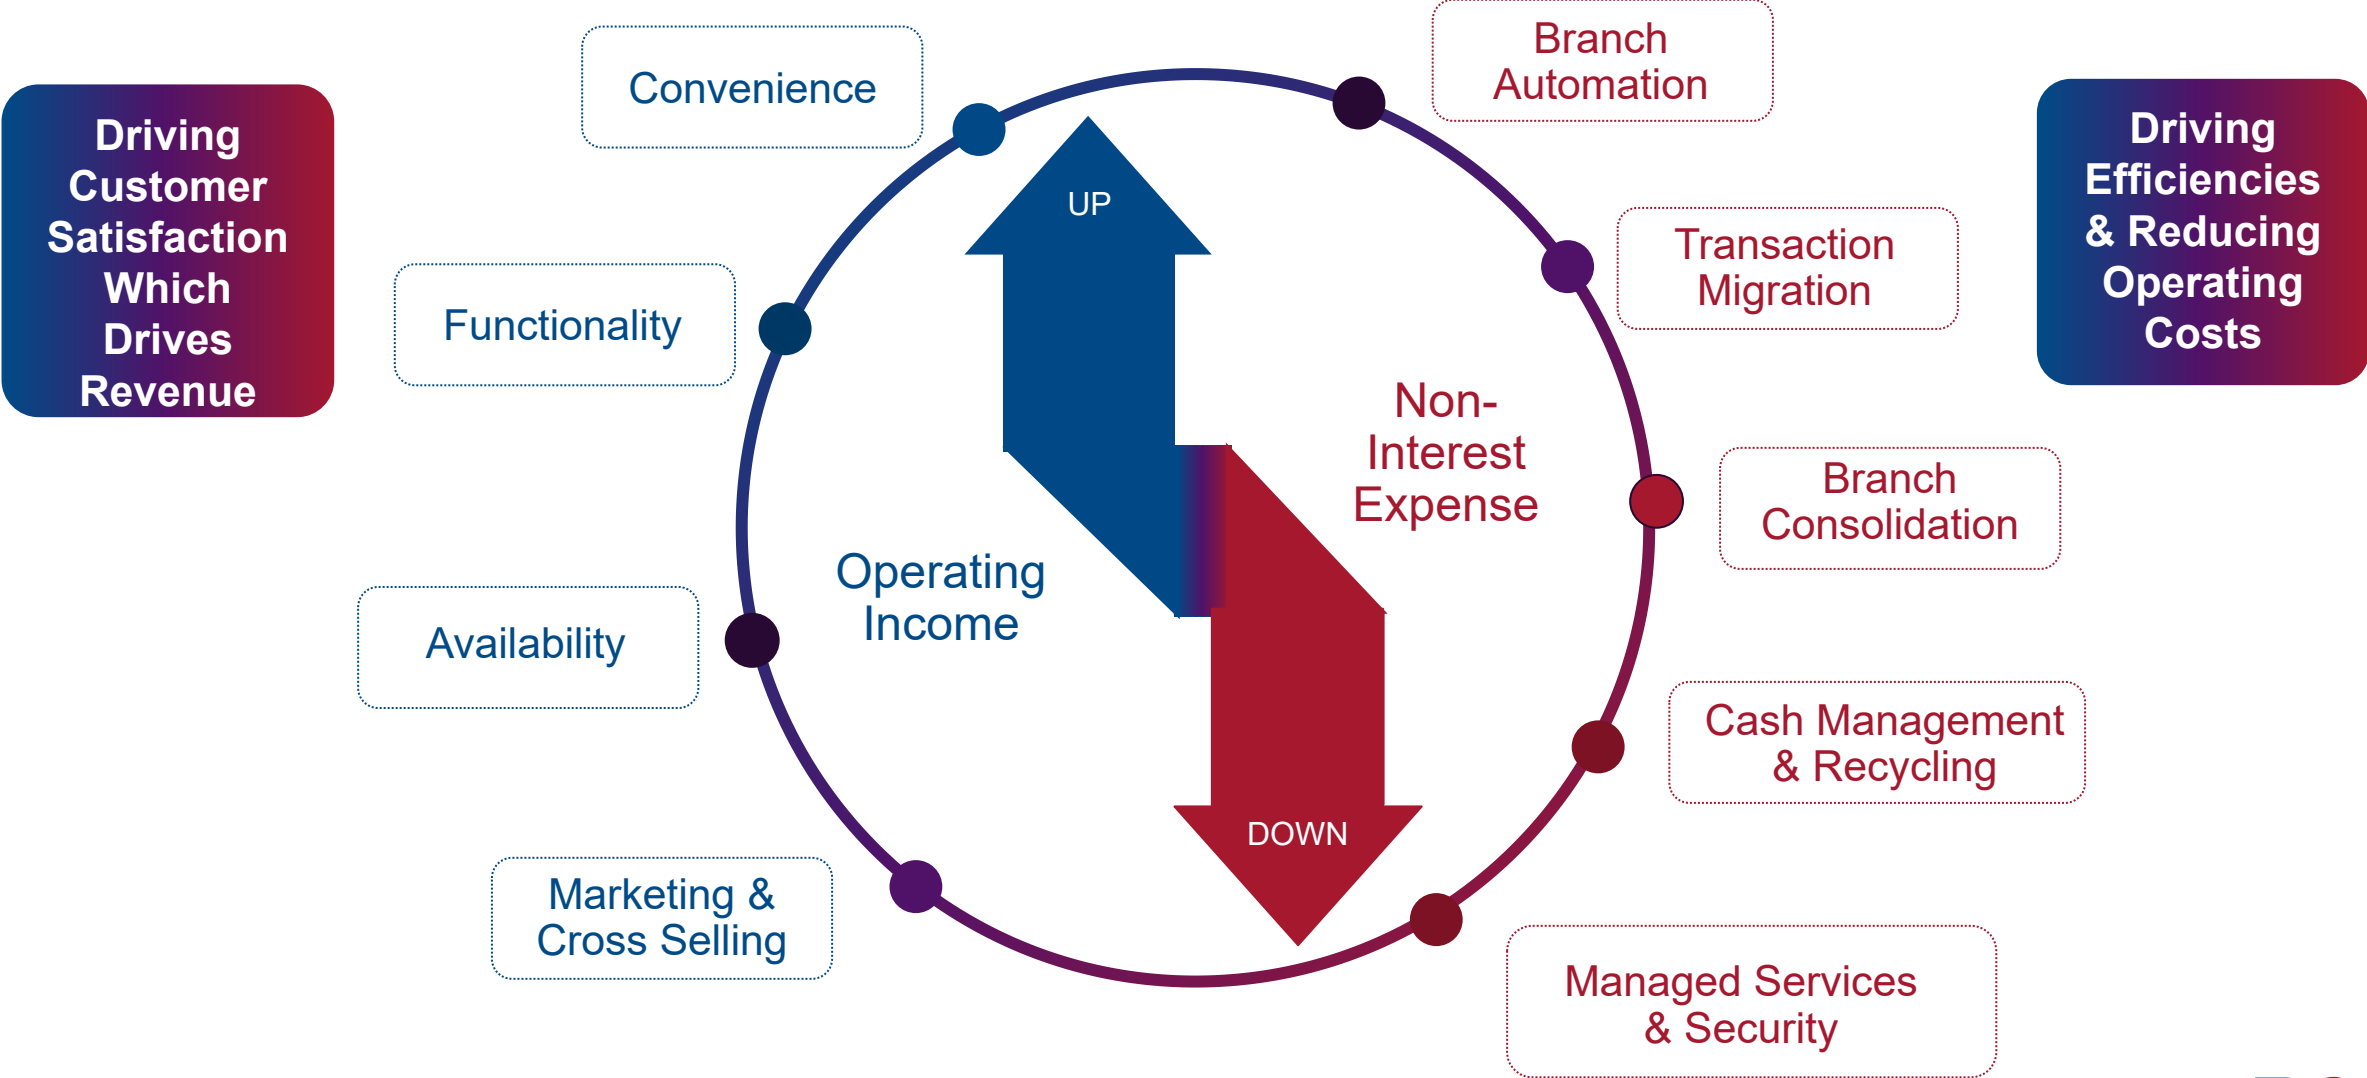 Driving
Customer
Satisfaction
Which
Drives
Revenue
Convenience
Functionality
Availability
Marketing &
Cross Selling
UP
Operating
Income
Non-
Interest
Expense
DOWN
Branch
Automation
Transaction
Migration
Branch
Consolidation
Cash Management
& Recycling
Managed Services
& Security
Driving
Efficiencies
& Reducing
Operating
Costs